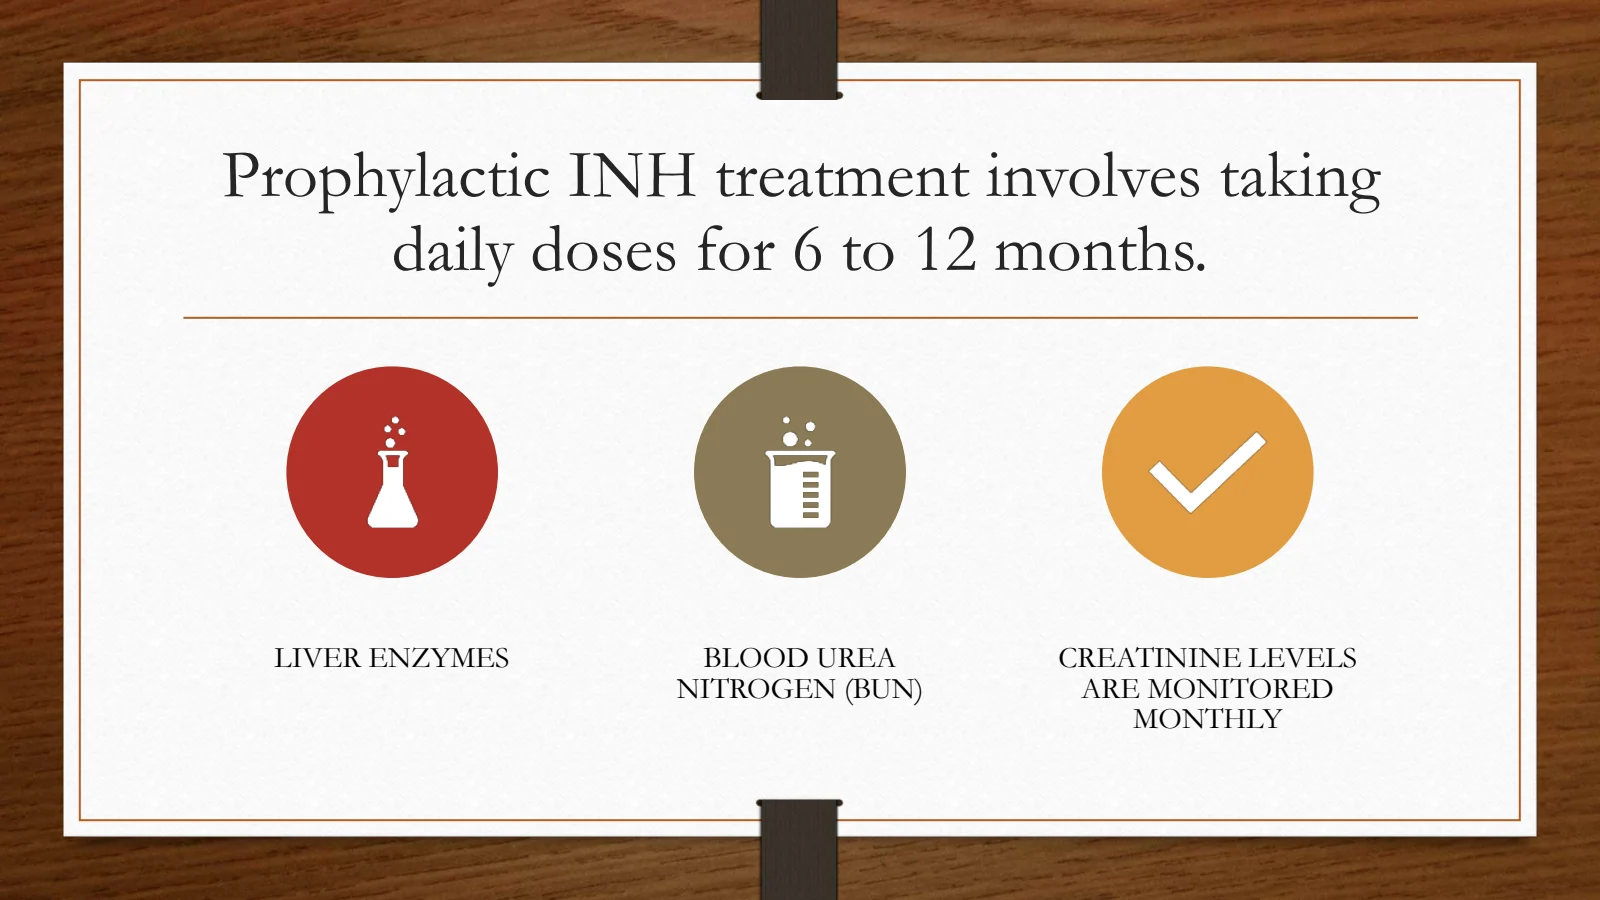 Prophylactic INH treatment involves taking
daily doses for 6 to 12 months.
LIVER ENZYMES
BLOOD UREA
NITROGEN (BUN)
CREATININE LEVELS
ARE MONITORED
MONTHLY